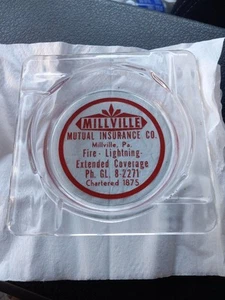 MILLVILLE
MUTUAL INSURANCE CO.
Millville, Pa.
Fire - Lightning -
Extended Coverage
Ph. GL. 8-2271
Chartered 1875